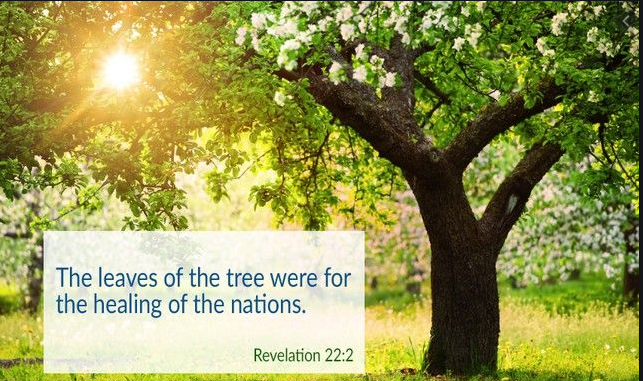 The leaves of the tree were for
the healing of the nations.
Revelation 22:2